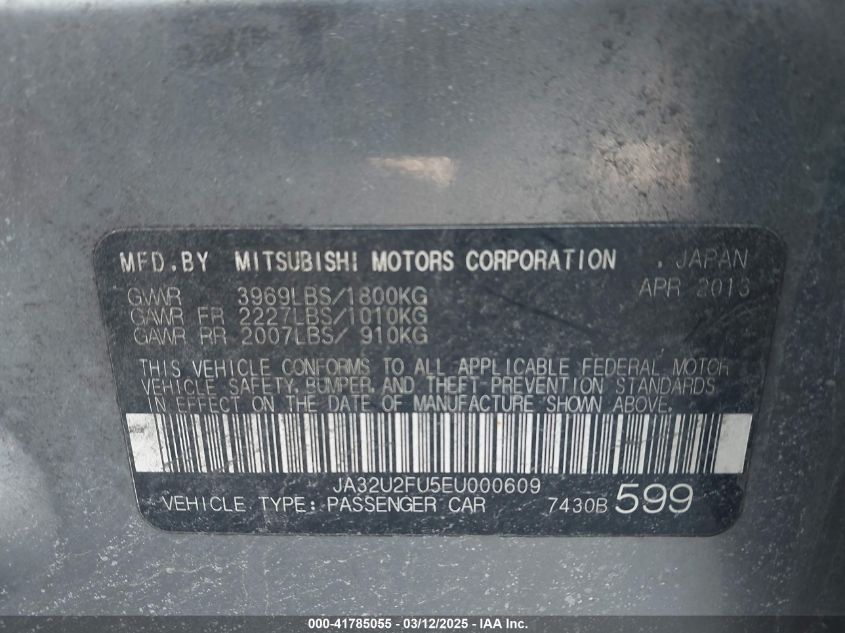 MFD.BY MITSUBISHI MOTORS CORPORATION . JAPAN
GVWR 3969LBS/1800KG APR 2013
GAWR FR 2227LBS/1010KG
GAWR RR 2007LBS/ 910KG
THIS VEHICLE CONFORMS TO ALL APPLICABLE FEDERAL MOTOR
VEHICLE SAFETY, BUMPER, AND THEFT PREVENTION STANDARDS
IN EFFECT ON THE DATE OF MANUFACTURE SHOWN ABOVE.
JA32U2FU5EU000609
VEHICLE TYPE: PASSENGER CAR 7430B 599
000-41785055 - 03/12/2025 - IAA Inc.